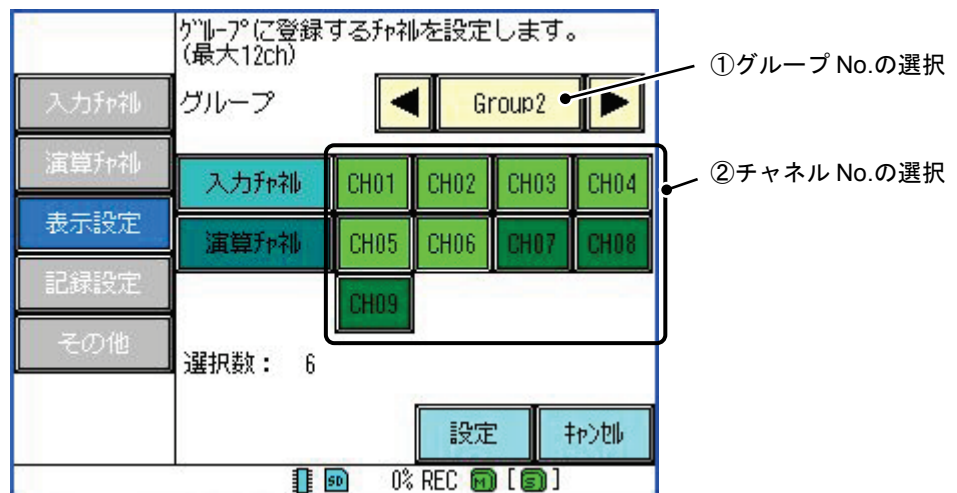 ｸﾞﾙｰﾌﾟに登録するﾁｬﾈﾙを設定します。
(最大12ch)
グループ
Group2
①グループ No.の選択
入力ﾁｬﾈﾙ
演算ﾁｬﾈﾙ
表示設定
記録設定
その他
入力ﾁｬﾈﾙ
CH01
CH02
CH03
CH04
②チャネル No.の選択
演算ﾁｬﾈﾙ
CH05
CH06
CH07
CH08
CH09
選択数： 6
設定
ｷｬﾝｾﾙ
SD 0% REC M [S]